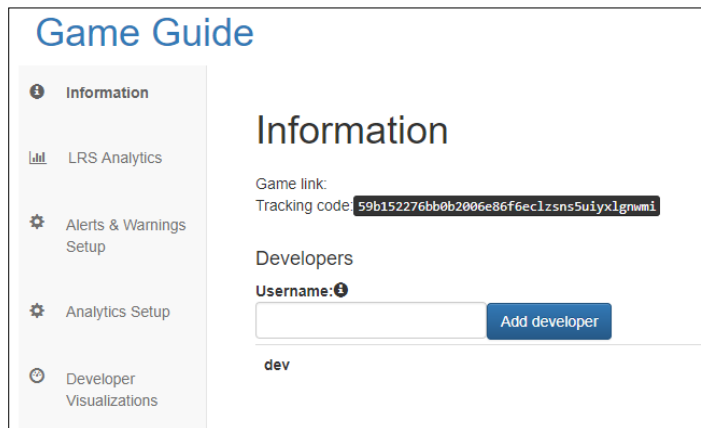 Game Guide
Information
LRS Analytics
Alerts & Warnings
Setup
Analytics Setup
Developer
Visualizations
Information
Game link:
Tracking code: 59b152276bb0b2006e86f6eclzsns5uiyxlgnwmi
Developers
Username:
Add developer
dev